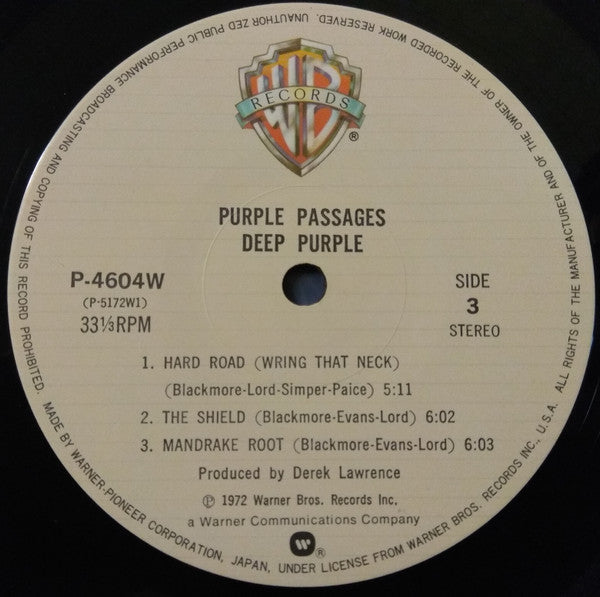 RECORDS
®
PURPLE PASSAGES
DEEP PURPLE
P-4604W
(P-5172W1)
33⅓RPM
SIDE
3
STEREO
1. HARD ROAD (WRING THAT NECK)
(Blackmore-Lord-Simper-Paice) 5:11
2. THE SHIELD (Blackmore-Evans-Lord) 6:02
3. MANDRAKE ROOT (Blackmore-Evans-Lord) 6:03
Produced by Derek Lawrence
℗ 1972 Warner Bros. Records Inc.
a Warner Communications Company
®
MADE BY WARNER-PIONEER CORPORATION, JAPAN, UNDER LICENSE FROM WARNER BROS. RECORDS INC., U.S.A. ALL RIGHTS OF THE MANUFACTURER AND OF THE OWNER OF THE RECORDED WORK RESERVED. UNAUTHORIZED PUBLIC PERFORMANCE BROADCASTING AND COPYING OF THIS RECORD PROHIBITED.